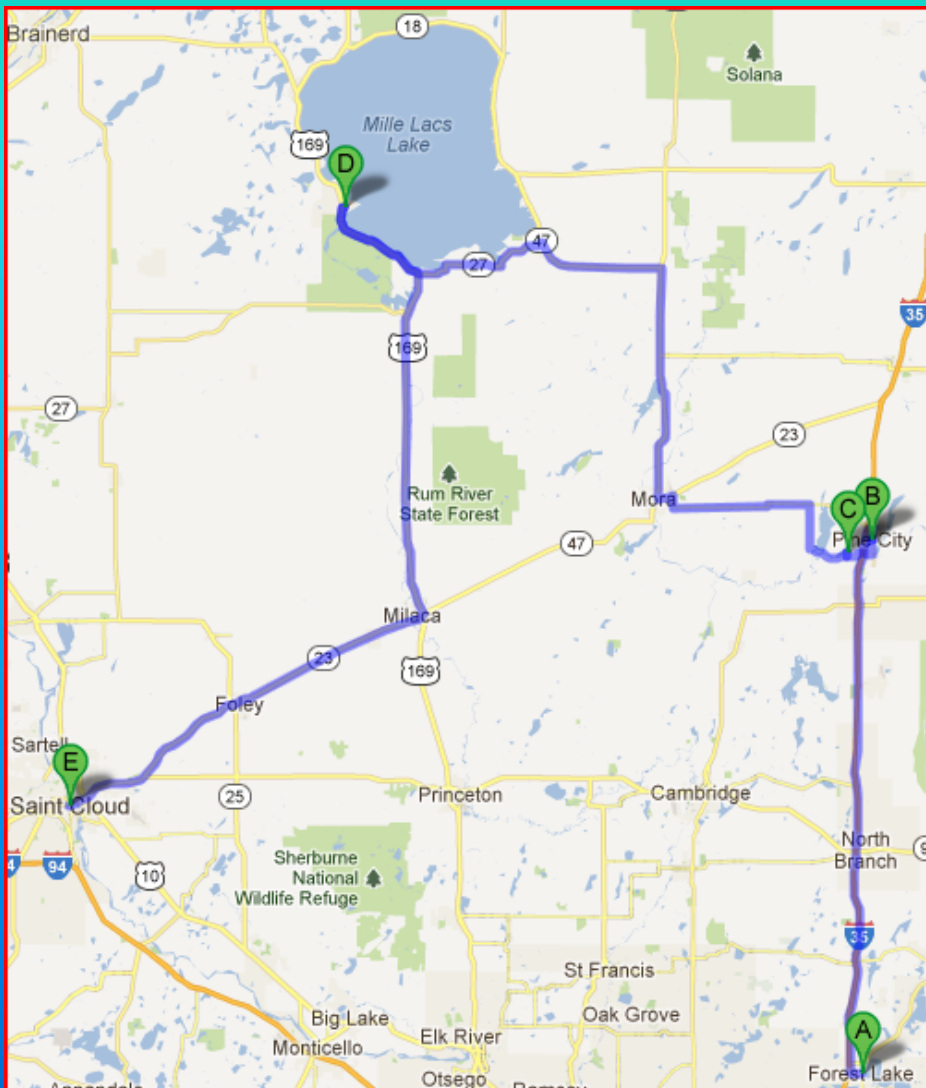 Brainerd
18
Solana
Mille Lacs
Lake
169
D
47
27
35
169
27
23
Rum River
State Forest
Mora
C
B
Pine City
47
Milaca
23
169
Foley
Sartell
E
Saint Cloud
25
Princeton
Cambridge
North
Branch
94
10
Sherburne
National
Wildlife Refuge
35
St Francis
Oak Grove
Big Lake
Elk River
Monticello
A
Forest Lake
Otsego